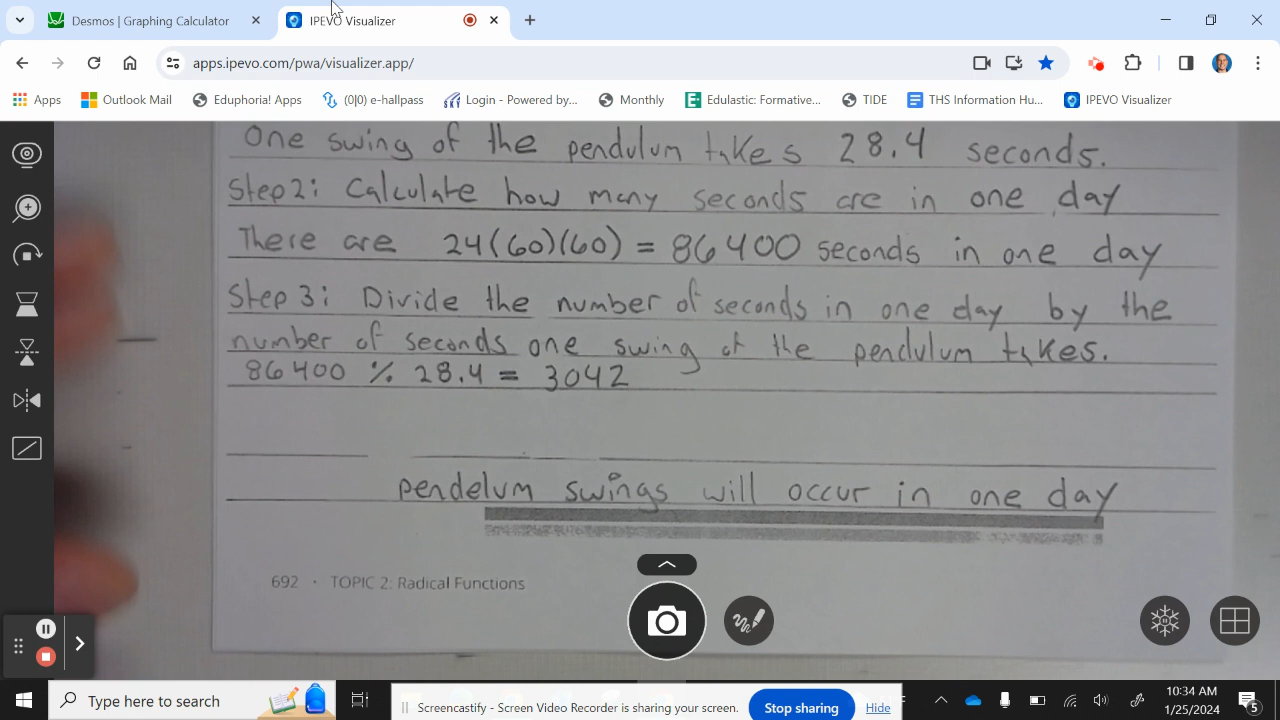 Desmos | Graphing Calculator
IPEVO Visualizer
apps.ipevo.com/pwa/visualizer.app/
Apps
Outlook Mail
eduphoria! Apps
(0|0) e-hallpass
Login - Powered by...
Monthly
Edulastic: Formative...
TIDE
THS Information Hu...
IPEVO Visualizer
One swing of the pendulum takes 28.4 seconds.
Step 2: Calculate how many seconds are in one day
There are 24(60)(60) = 86400 seconds in one day
Step 3: Divide the number of seconds in one day by the
number of seconds one swing of the pendulum takes.
86400 % 28.4 = 3042
pendelum swings will occur in one day
692 · TOPIC 2: Radical Functions
Type here to search
Screencastify - Screen Video Recorder is sharing your screen.
Stop sharing
Hide
10:34 AM
1/25/2024
5